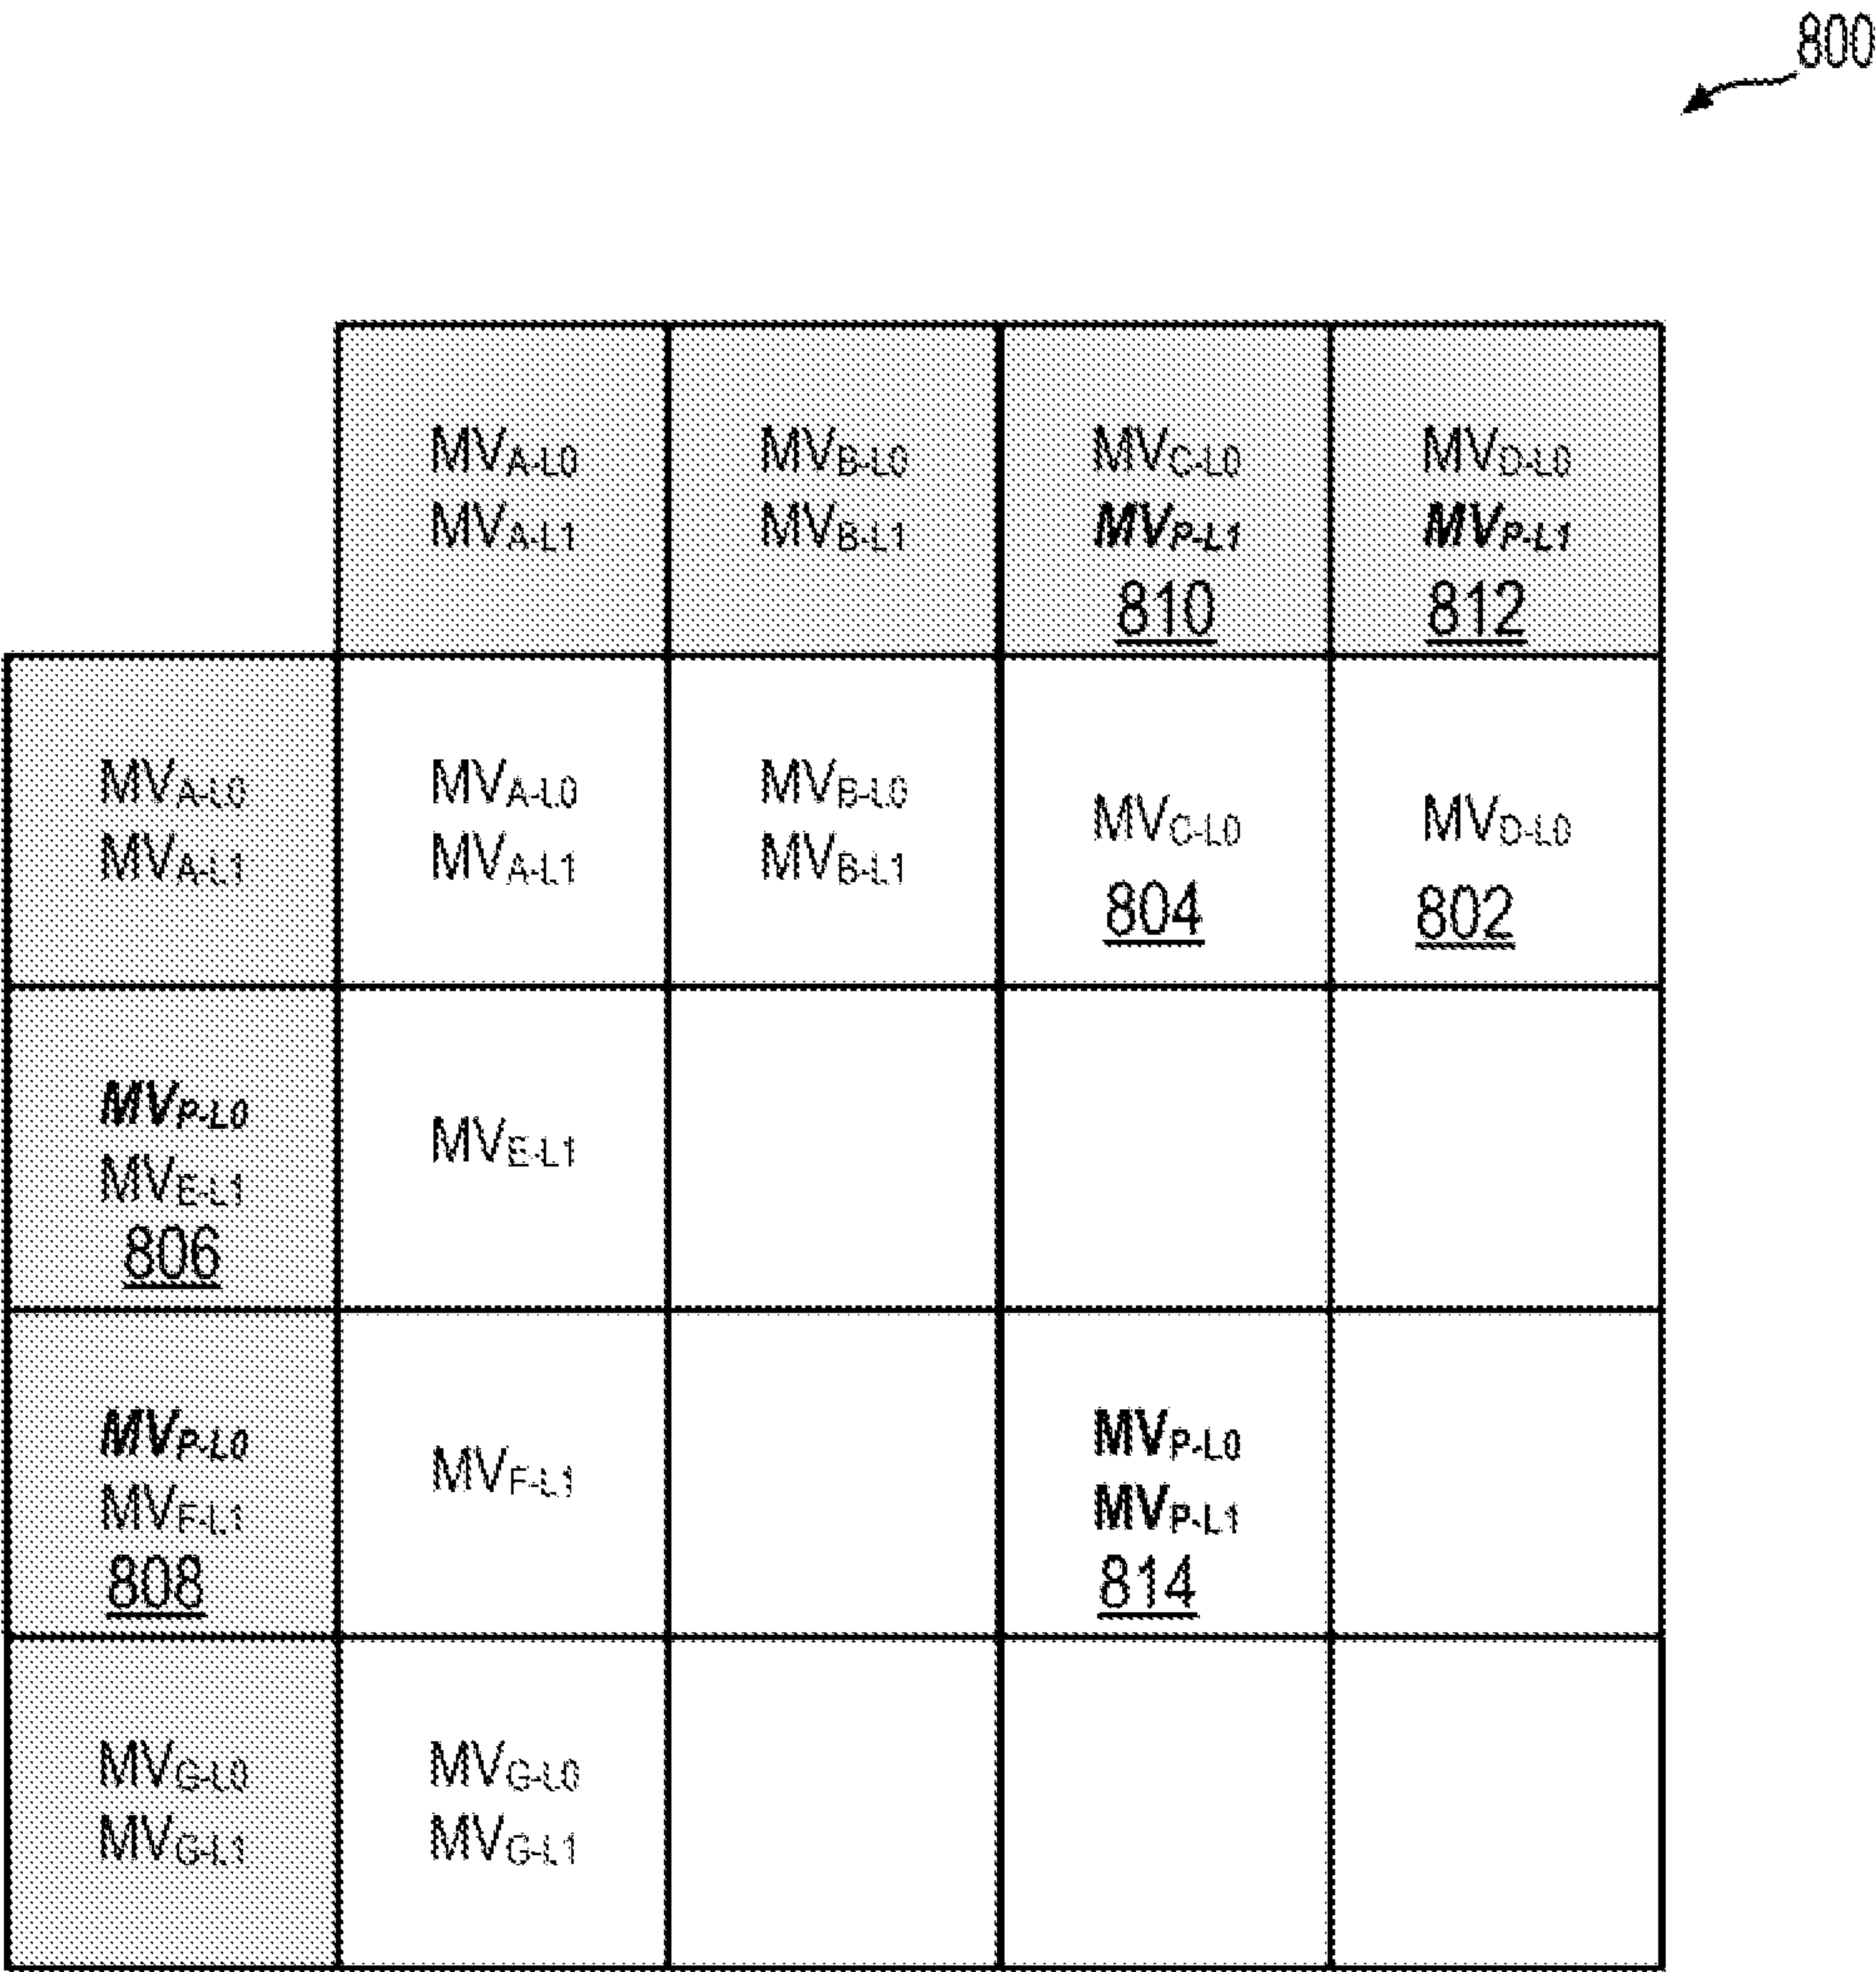 800
MVA-L0 MVB-L0 MVC-L0 MVD-L0
MVA-L1 MVB-L1 MVP-L1 MVP-L1
810 812
MVA-L0 MVA-L0 MVB-L0 MVC-L0 MVD-L0
MVA-L1 MVA-L1 MVB-L1
804 802
MVP-L0 MVE-L1
MVE-L1
806
MVP-L0 MVF-L1 MVP-L0
MVF-L1 MVP-L1
808 814
MVG-L0 MVG-L0
MVG-L1 MVG-L1